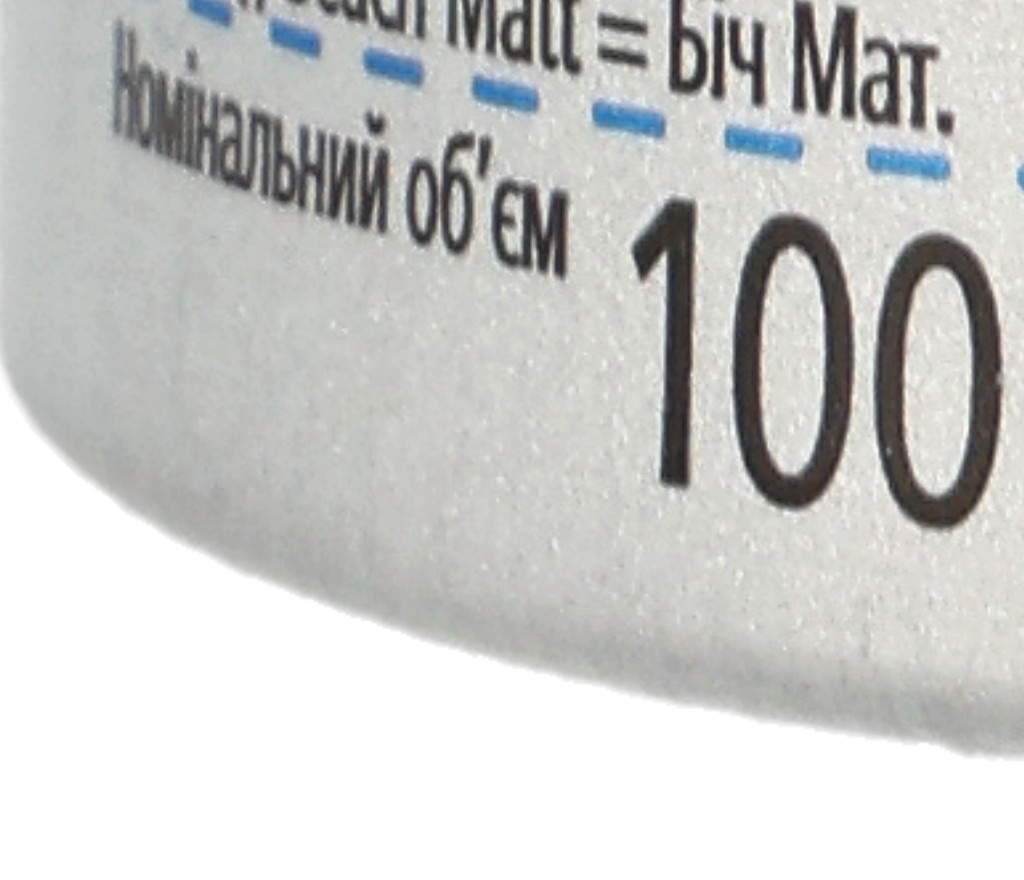 Matt = Біч Мат.
Номінальний об'єм 100